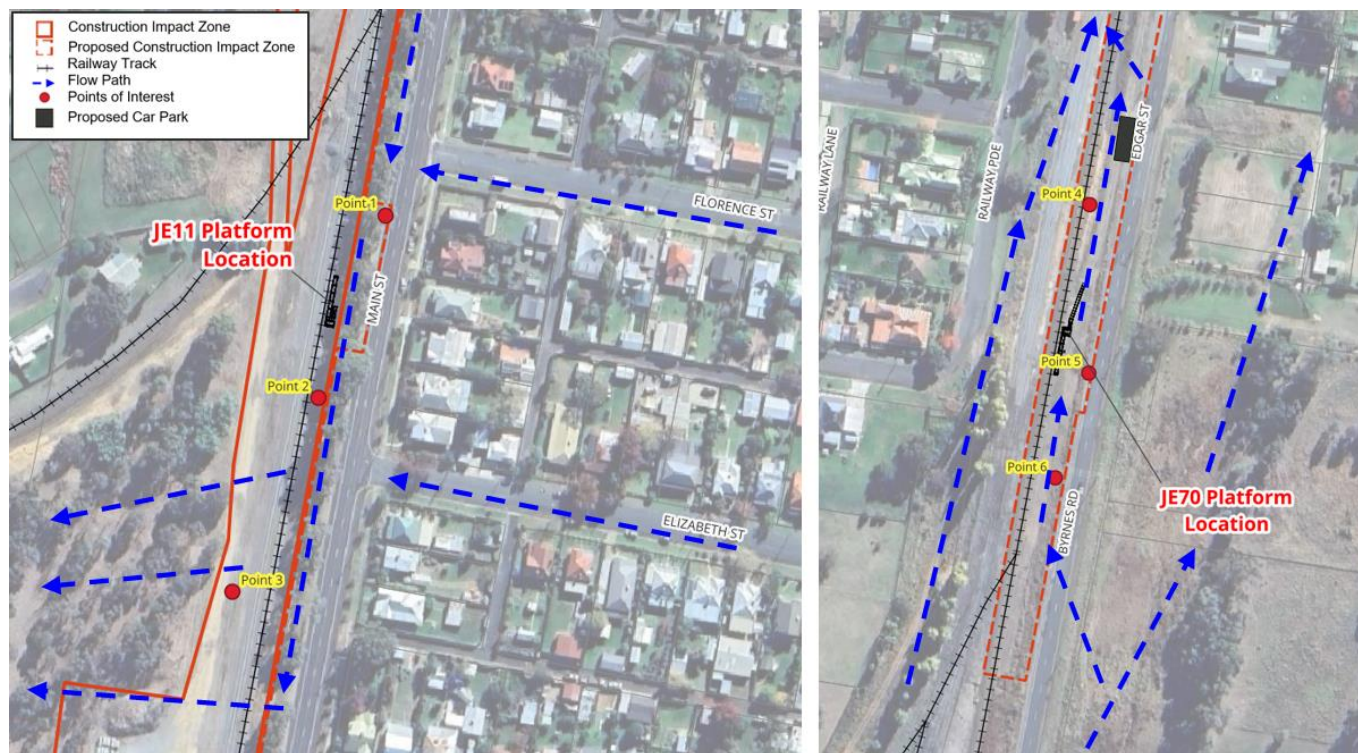 Construction Impact Zone
Proposed Construction Impact Zone
Railway Track
Flow Path
Points of Interest
Proposed Car Park
Point 1
JE11 Platform
Location
FLORENCE ST
MAIN ST
Point 2
ELIZABETH ST
Point 3
RAILWAY LANE
RAILWAY PDE
EDGAR ST
Point 4
Point 5
Point 6
BYRNES RD
JE70 Platform
Location